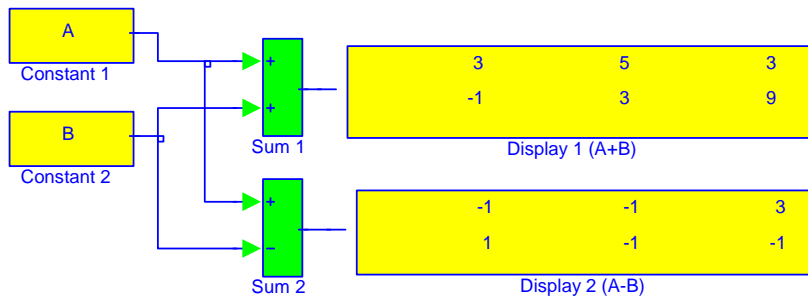 A
Constant 1
B
Constant 2
+
+
Sum 1
3 5 3
-1 3 9
Display 1 (A+B)
+
−
Sum 2
-1 -1 3
1 -1 -1
Display 2 (A-B)